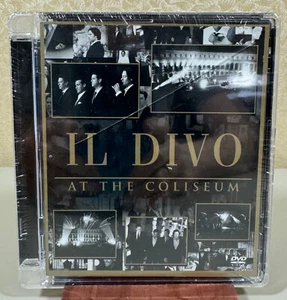 IL DIVO
AT THE COLISEUM
DVD